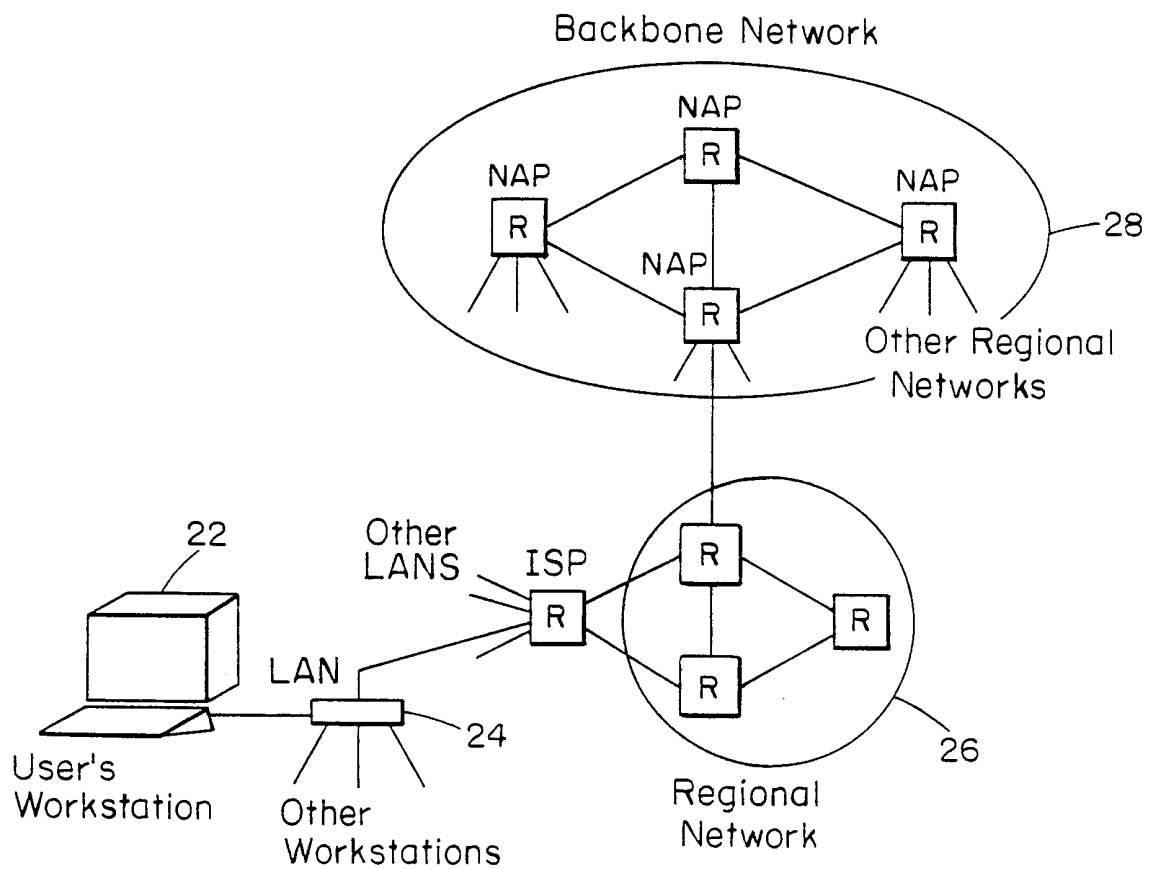 Backbone Network
NAP
R
NAP
R
NAP
R
28
NAP
R
Other Regional
Networks
22
Other
LANS
ISP
R
R
R
R
LAN
24
26
User's
Workstation
Other
Workstations
Regional
Network